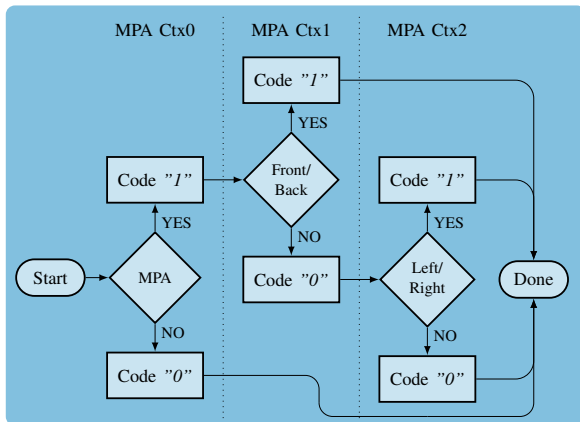 MPA Ctx0
MPA Ctx1
MPA Ctx2
Code "1"
YES
Code "1"
Front/
Back
Code "1"
YES
NO
YES
Start
MPA
Code "0"
Left/
Right
Done
NO
NO
Code "0"
Code "0"